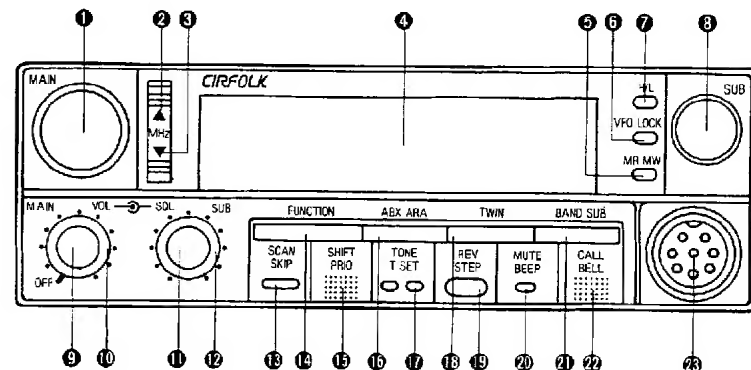 1 2 3 4 5 6 7 8
MAIN
CIRFOLK
H/L
SUB
MHz
VFO LOCK
MR MW
MAIN VOL SQL SUB
FUNCTION ABX ARA TWIN BAND SUB
OFF
SCAN SKIP
SHIFT PRIO
TONE T SET
REV STEP
MUTE BEEP
CALL BELL
9 10 11 12 13 14 15 16 17 18 19 20 21 22 23